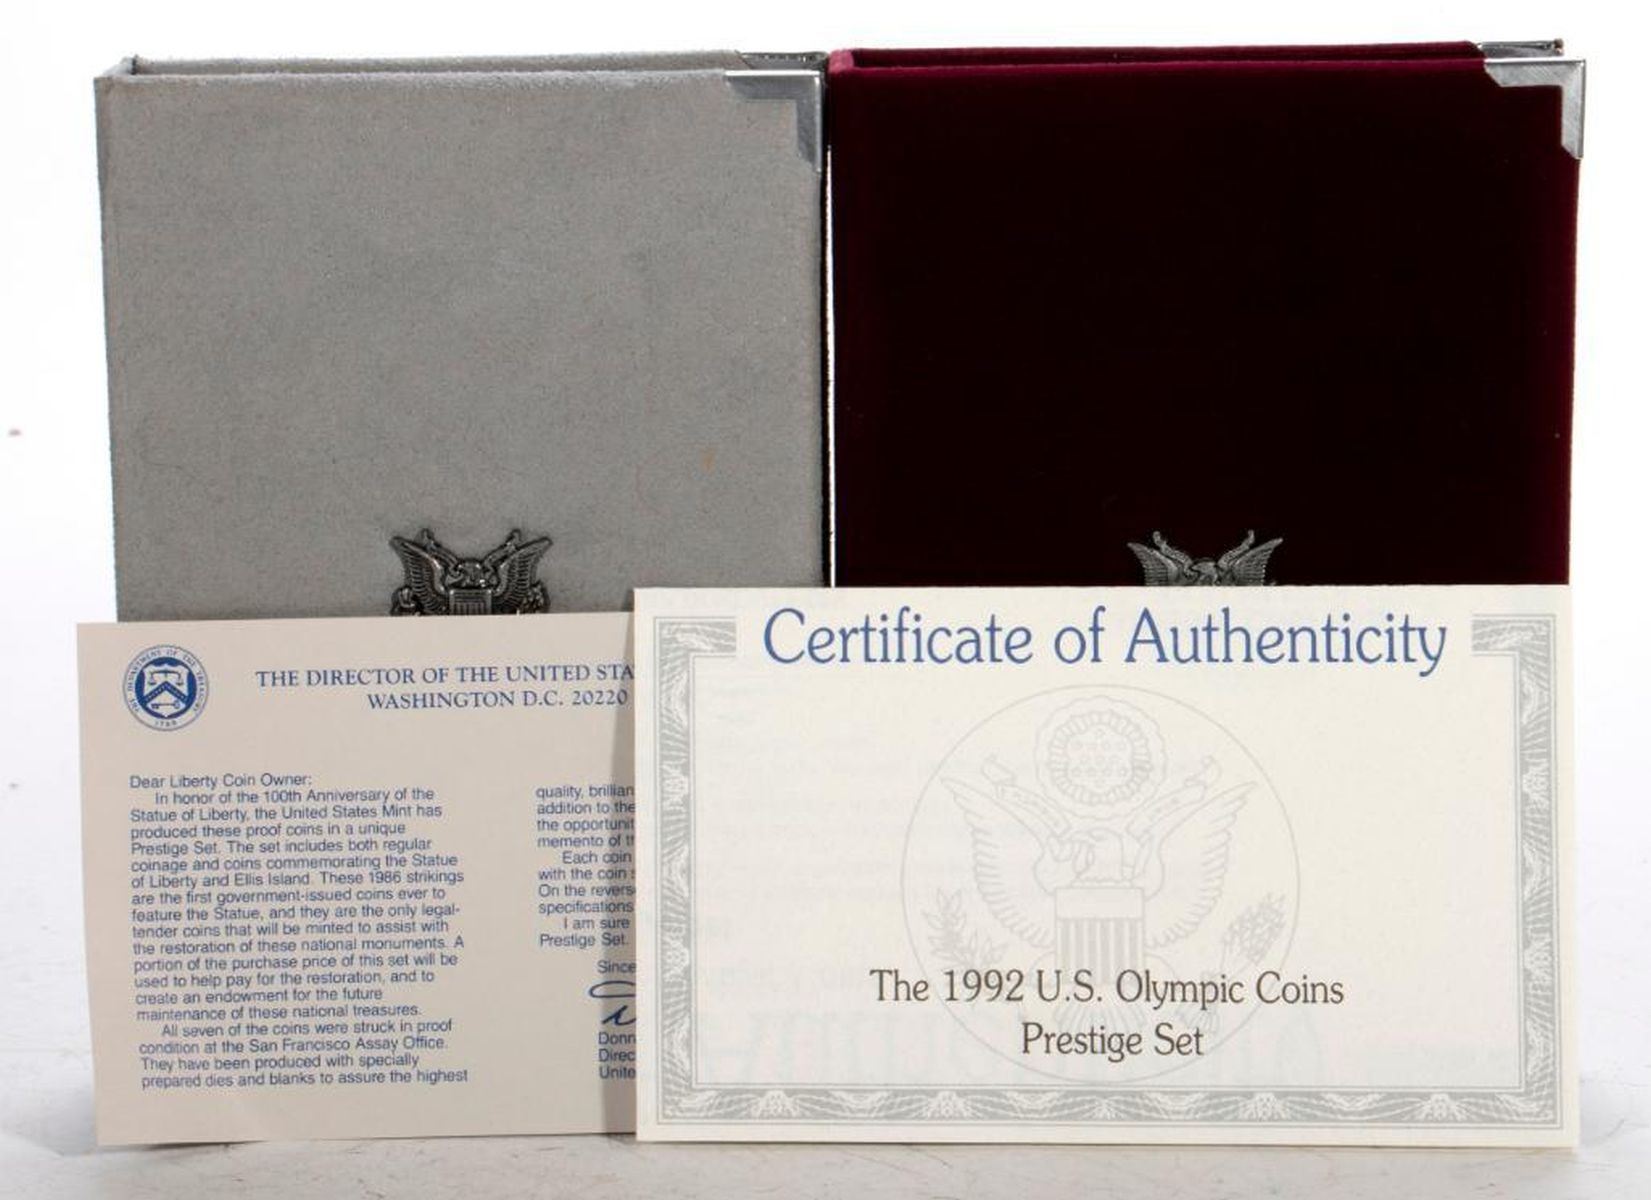 THE DEPARTMENT OF THE TREASURY
1789
THE DIRECTOR OF THE UNITED STA
WASHINGTON D.C. 20220
Dear Liberty Coin Owner:
In honor of the 100th Anniversary of the
Statue of Liberty, the United States Mint has
produced these proof coins in a unique
Prestige Set. The set includes both regular
coinage and coins commemorating the Statue
of Liberty and Ellis Island. These 1986 strikings
are the first government-issued coins ever to
feature the Statue, and they are the only legal-
tender coins that will be minted to assist with
the restoration of these national monuments. A
portion of the purchase price of this set will be
used to help pay for the restoration, and to
create an endowment for the future
maintenance of these national treasures.
All seven of the coins were struck in proof
condition at the San Francisco Assay Office.
They have been produced with specially
prepared dies and blanks to assure the highest
quality, brillian
addition to the
the opportunit
memento of th
Each coin
with the coin
On the revers
specifications
I am sure
Prestige Set.
Since
Donn
Direc
Unite
Certificate of Authenticity
The 1992 U.S. Olympic Coins
Prestige Set